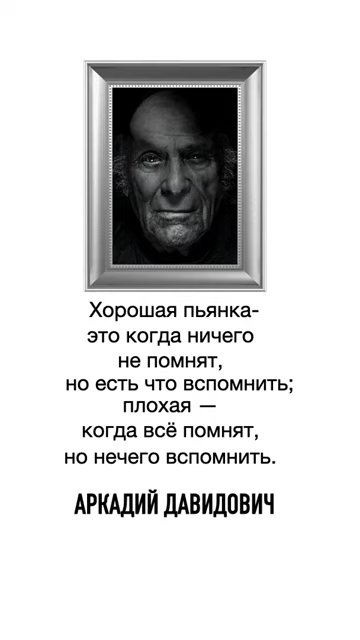 Хорошая пьянка-
это когда ничего
не помнят,
но есть что вспомнить;
плохая —
когда всё помнят,
но нечего вспомнить.
АРКАДИЙ ДАВИДОВИЧ